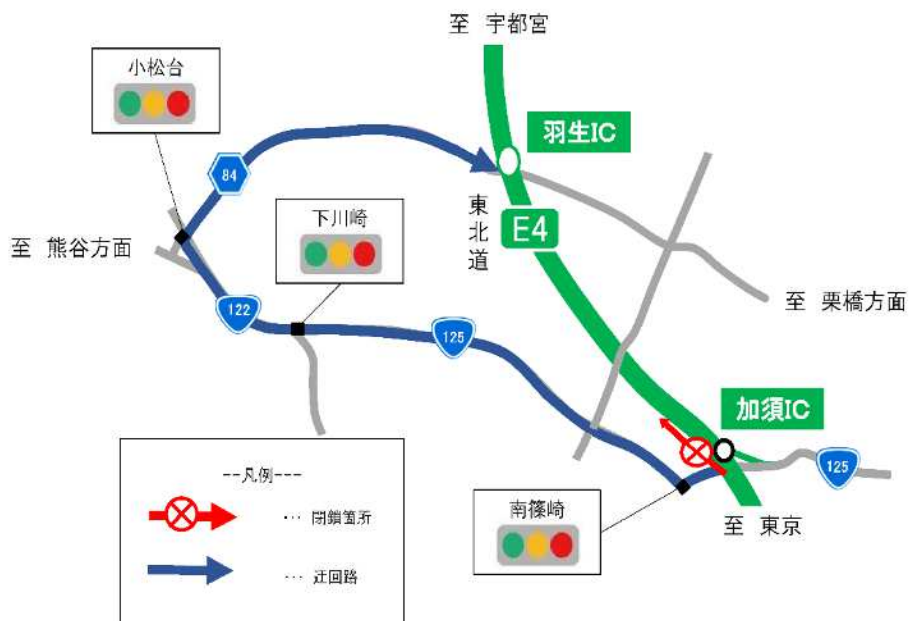 至 宇都宮
小松台
羽生IC
84
下川崎
東北道
E4
至 熊谷方面
122
125
至 栗橋方面
加須IC
125
--凡例---
… 閉鎖箇所
… 迂回路
南篠崎
至 東京